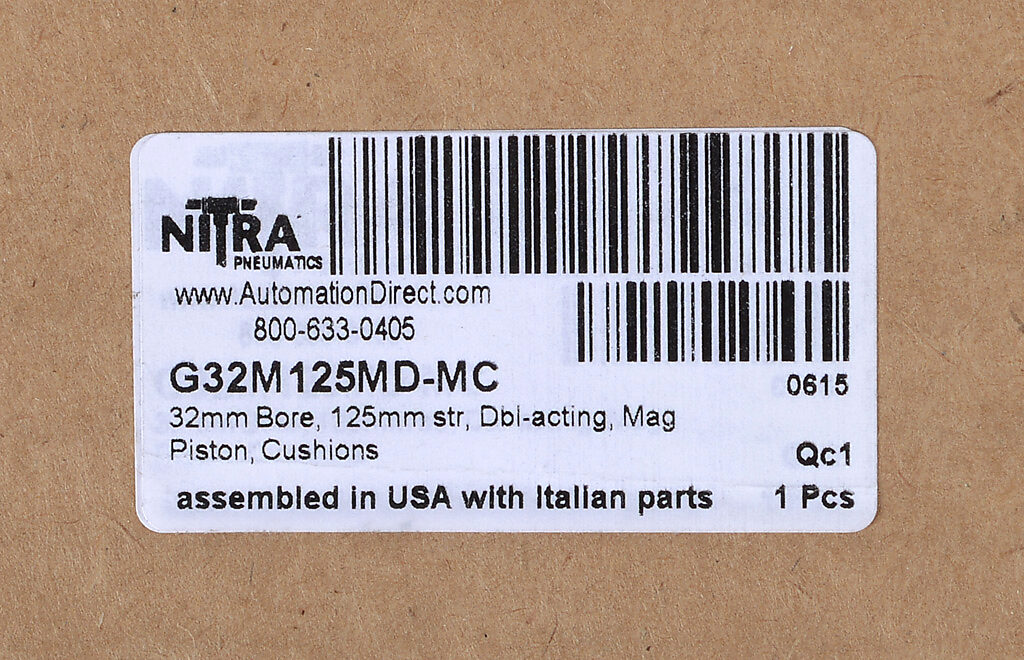 NITRA
PNEUMATICS
www.AutomationDirect.com
800-633-0405
G32M125MD-MC
0615
32mm Bore, 125mm str, Dbl-acting, Mag
Piston, Cushions
Qc1
assembled in USA with Italian parts
1 Pcs